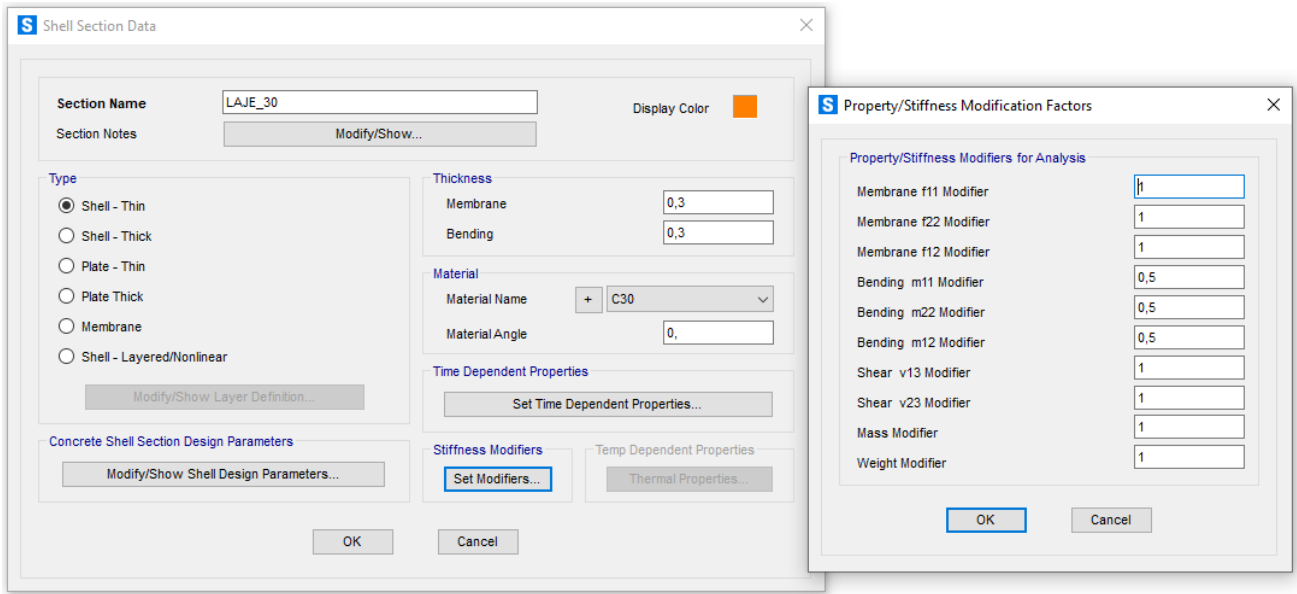 S Shell Section Data
Section Name LAJE_30 Display Color
Section Notes Modify/Show...
Type
Shell - Thin
Shell - Thick
Plate - Thin
Plate Thick
Membrane
Shell - Layered/Nonlinear
Modify/Show Layer Definition...
Concrete Shell Section Design Parameters
Modify/Show Shell Design Parameters...
Thickness
Membrane 0,3
Bending 0,3
Material
Material Name + C30
Material Angle 0,
Time Dependent Properties
Set Time Dependent Properties...
Stiffness Modifiers
Set Modifiers...
Temp Dependent Properties
Thermal Properties...
OK Cancel
S Property/Stiffness Modification Factors
Property/Stiffness Modifiers for Analysis
Membrane f11 Modifier 1
Membrane f22 Modifier 1
Membrane f12 Modifier 1
Bending m11 Modifier 0,5
Bending m22 Modifier 0,5
Bending m12 Modifier 0,5
Shear v13 Modifier 1
Shear v23 Modifier 1
Mass Modifier 1
Weight Modifier 1
OK Cancel